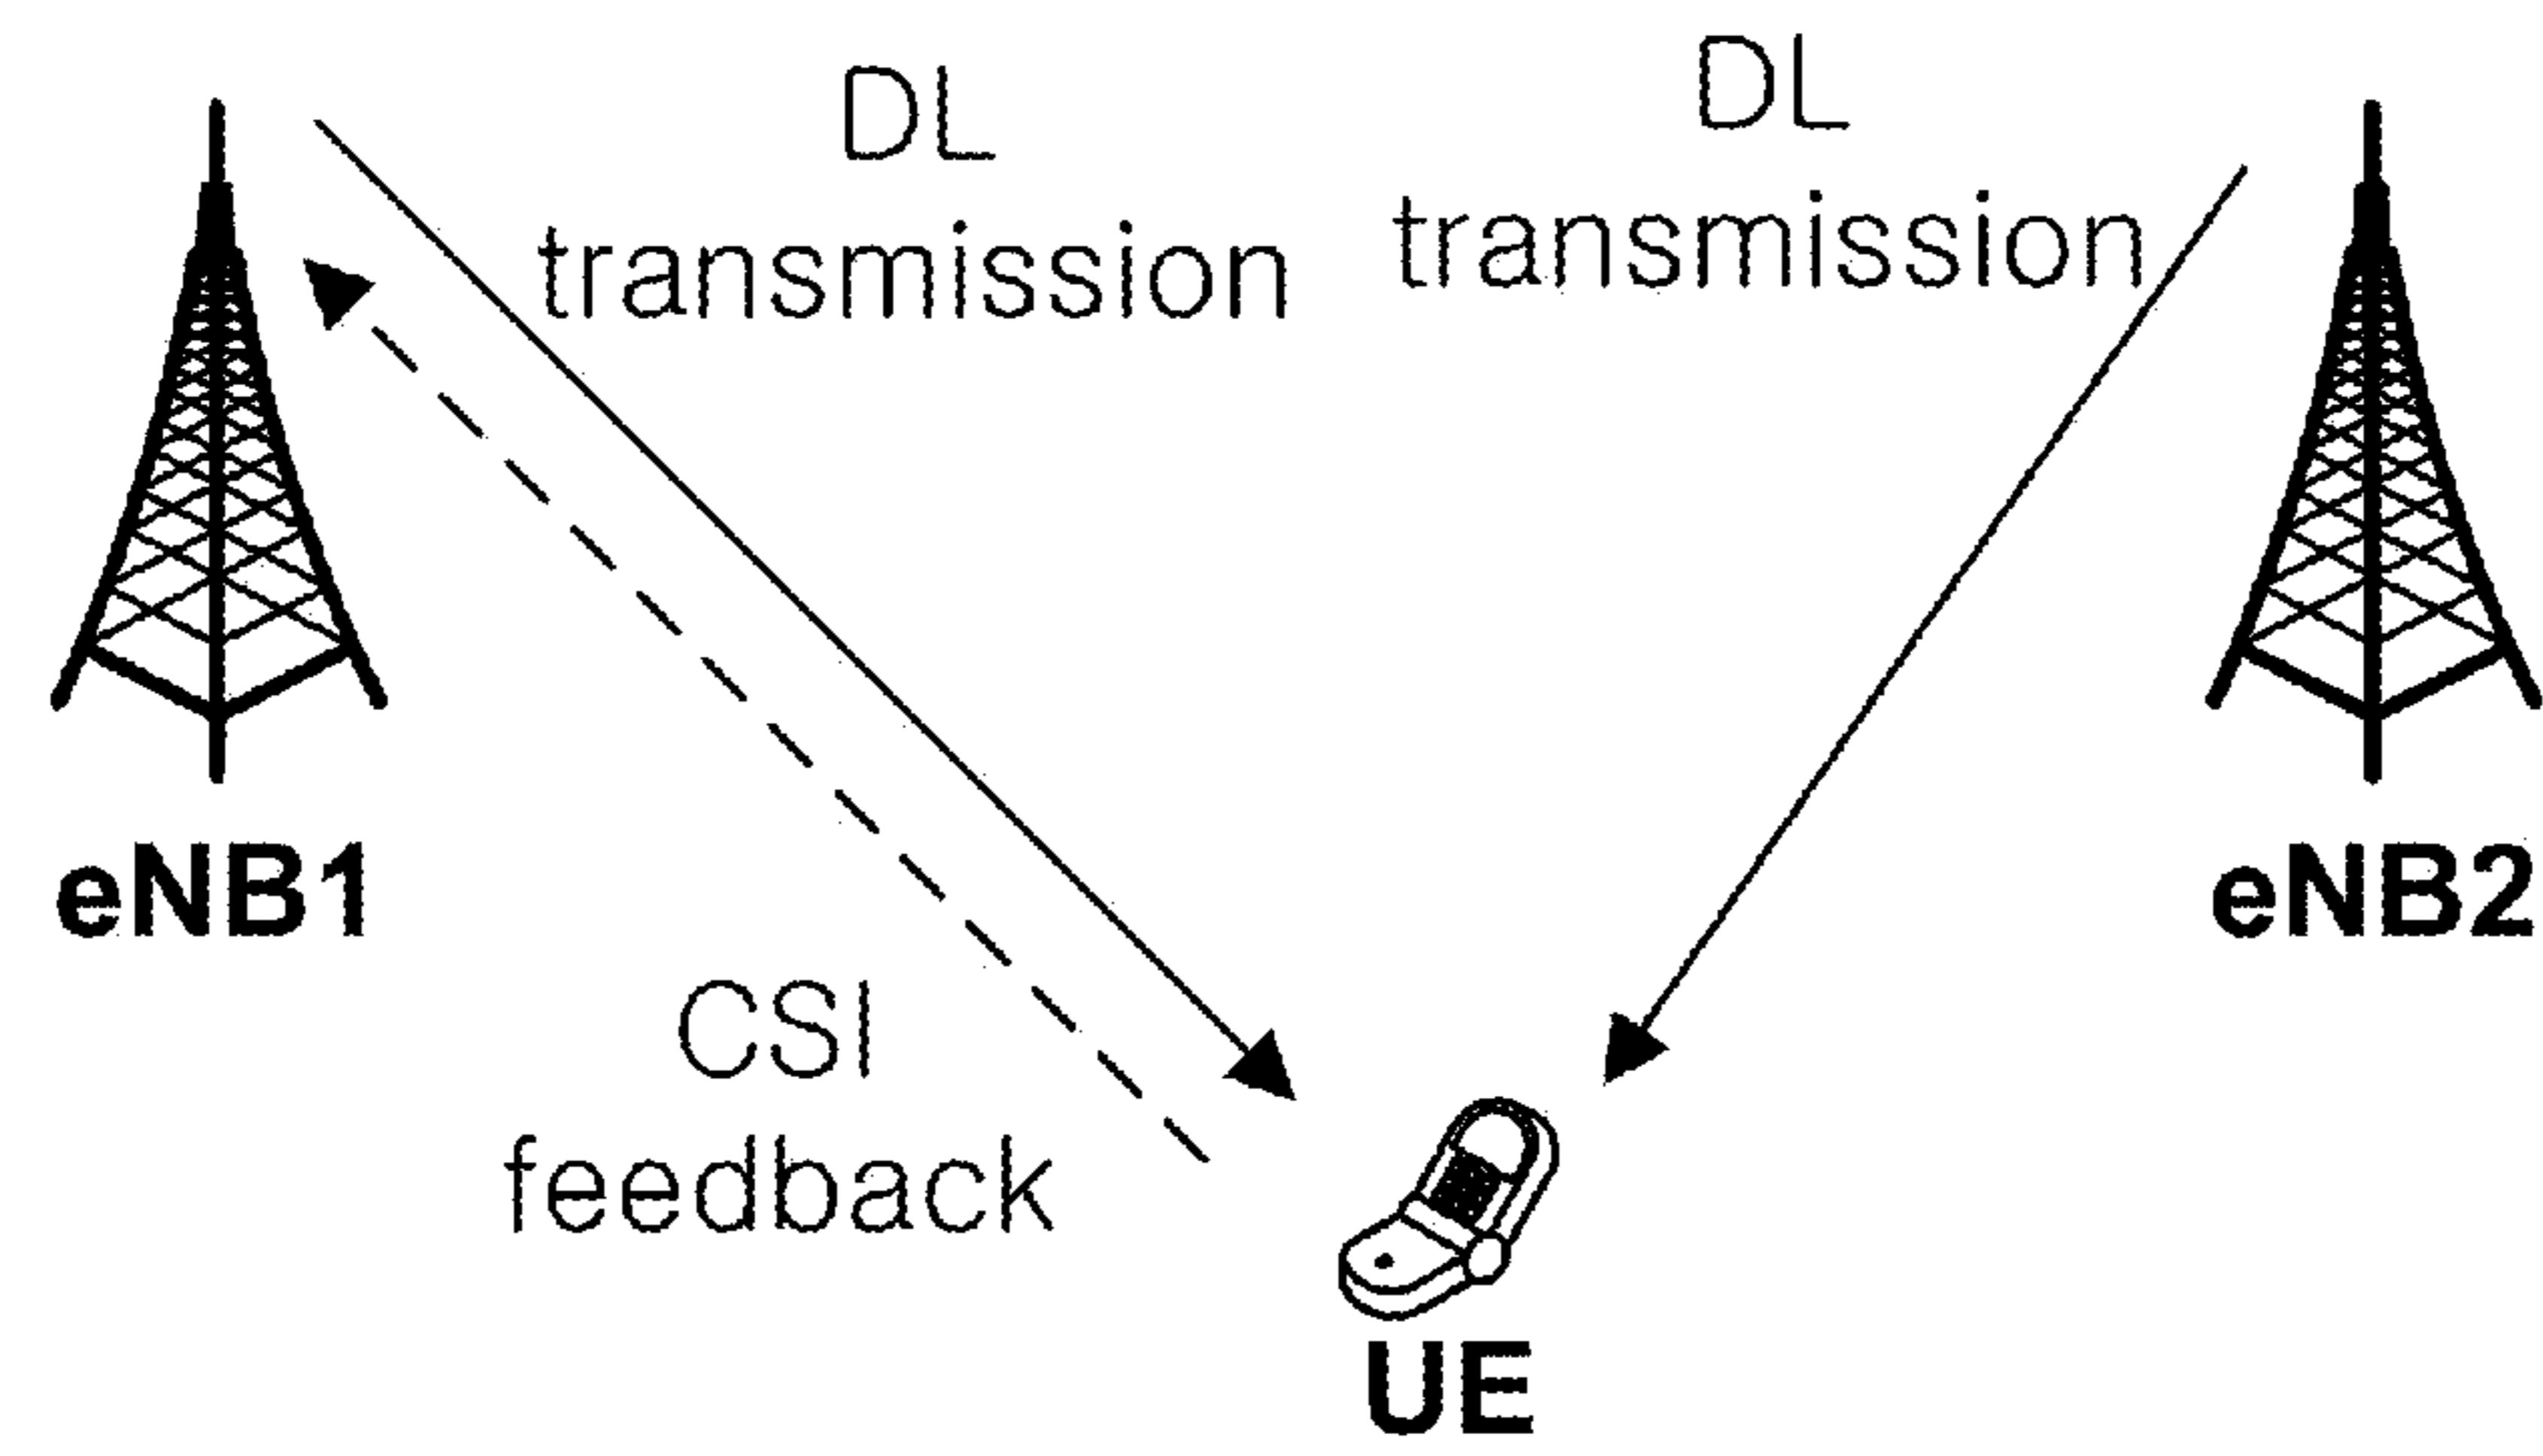 DL
transmission
DL
transmission
eNB1
eNB2
CSI
feedback
UE